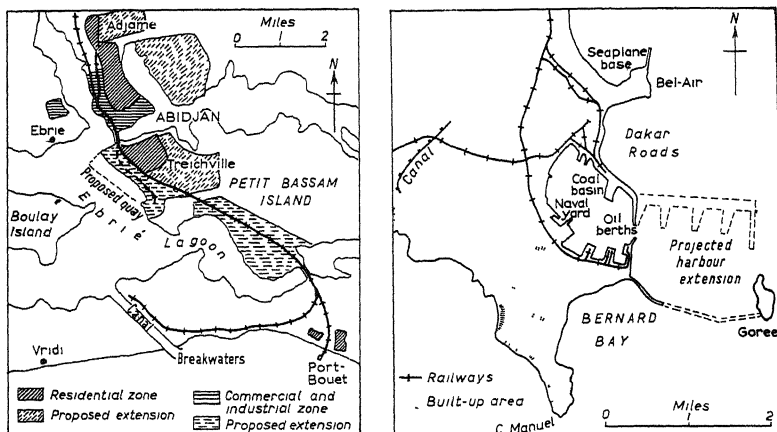 Adjame
Miles
0 1 2
N
ABIDJAN
Ebrie
Treichville
Proposed quay
PETIT BASSAM
ISLAND
Boulay
Island
Ebrié
Lagoon
Canal
Breakwaters
Vridi
Port-
Bouet
Residential zone
Proposed extension
Commercial and
industrial zone
Proposed extension
N
Seaplane
base
Bel-Air
Dakar
Roads
Canal
Coal
basin
Naval
yard
Oil
berths
Projected
harbour
extension
BERNARD
BAY
Goree
Railways
Built-up area
C. Manuel
Miles
0 1 2